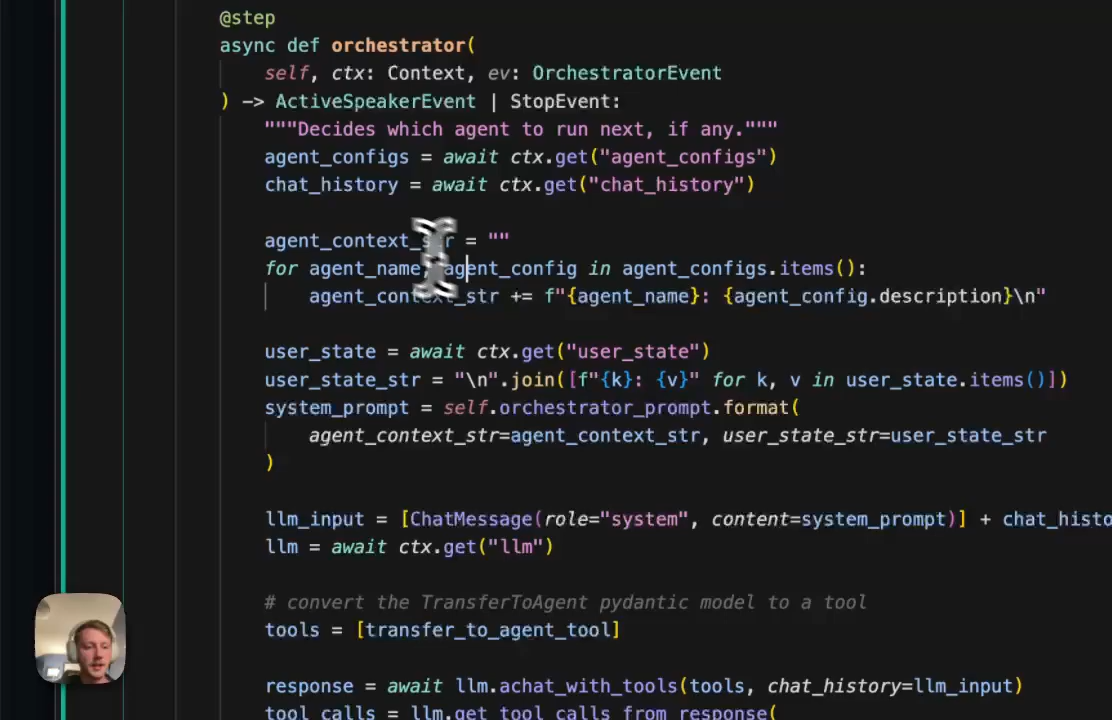 @step
async def orchestrator(
self, ctx: Context, ev: OrchestratorEvent
) -> ActiveSpeakerEvent | StopEvent:
"""Decides which agent to run next, if any."""
agent_configs = await ctx.get("agent_configs")
chat_history = await ctx.get("chat_history")
agent_context_str = ""
for agent_name, agent_config in agent_configs.items():
agent_context_str += f"{agent_name}: {agent_config.description}\n"
user_state = await ctx.get("user_state")
user_state_str = "\n".join([f"{k}: {v}" for k, v in user_state.items()])
system_prompt = self.orchestrator_prompt.format(
agent_context_str=agent_context_str, user_state_str=user_state_str
)
llm_input = [ChatMessage(role="system", content=system_prompt)] + chat_histo
llm = await ctx.get("llm")
# convert the TransferToAgent pydantic model to a tool
tools = [transfer_to_agent_tool]
response = await llm.achat_with_tools(tools, chat_history=llm_input)
tool_calls = llm.get_tool_calls_from_response(